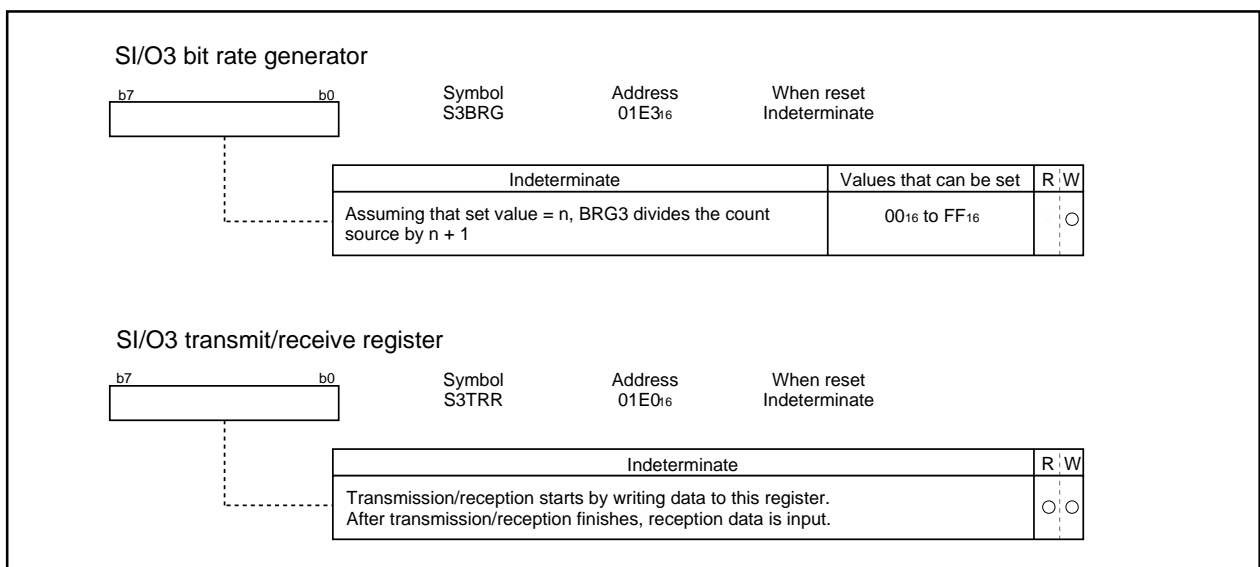 SI/O3 bit rate generator
b7 b0 Symbol Address When reset
S3BRG 01E316 Indeterminate
Indeterminate Values that can be set R W
Assuming that set value = n, BRG3 divides the count 0016 to FF16
source by n + 1
SI/O3 transmit/receive register
b7 b0 Symbol Address When reset
S3TRR 01E016 Indeterminate
Indeterminate R W
Transmission/reception starts by writing data to this register.
After transmission/reception finishes, reception data is input.